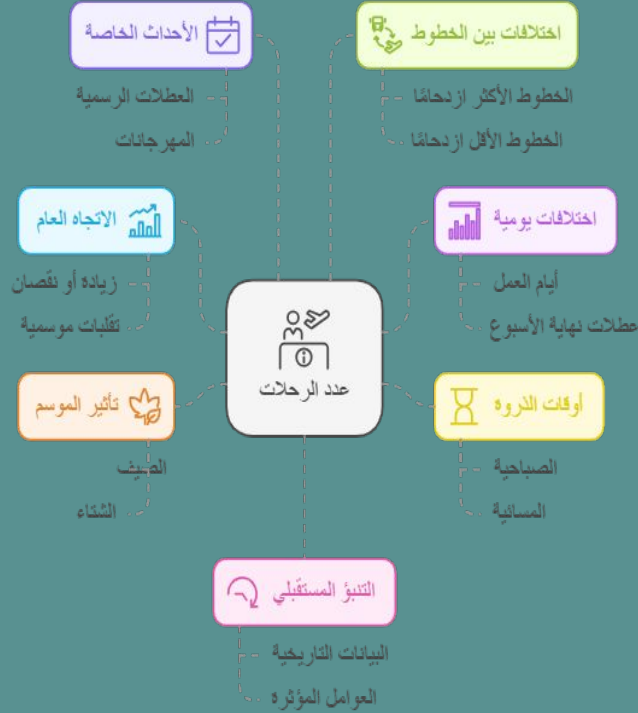 اختلافات بين الخطوط
الخطوط الأكثر ازدحامًا
الخطوط الأقل ازدحامًا
الأحداث الخاصة
العطلات الرسمية
المهرجانات
اختلافات يومية
أيام العمل
عطلات نهاية الأسبوع
الاتجاه العام
زيادة أو نقصان
تقلبات موسمية
عدد الرحلات
أوقات الذروة
الصباحية
المسائية
تأثير الموسم
الصيف
الشتاء
التنبؤ المستقبلي
البيانات التاريخية
العوامل المؤثرة